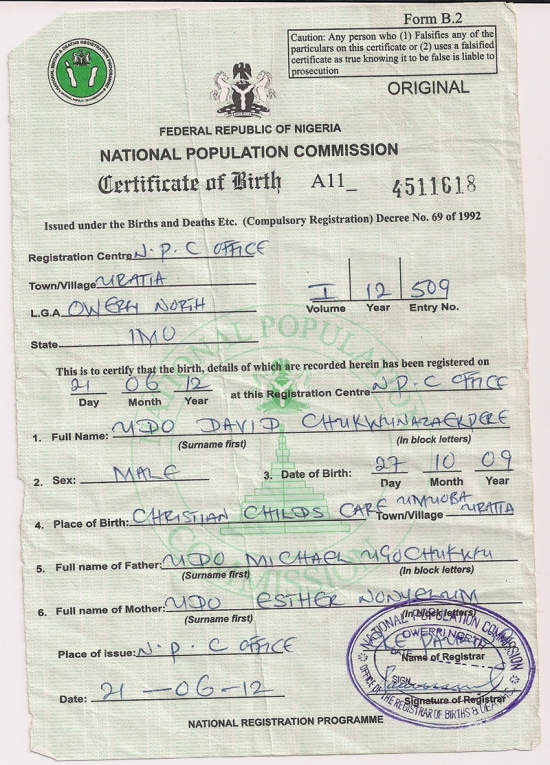 Form B.2
Caution: Any person who (1) Falsifies any of the
particulars on this certificate or (2) uses a falsified
certificate as true knowing it to be false is liable to
prosecution
ORIGINAL
FEDERAL REPUBLIC OF NIGERIA
NATIONAL POPULATION COMMISSION
Certificate of Birth A11_ 4511618
Issued under the Births and Deaths Etc. (Compulsory Registration) Decree No. 69 of 1992
Registration Centre N.P.C OFFICE
Town/Village URATTA
L.G.A OWERRI NORTH
I 12 509
Volume Year Entry No.
State IMO
This is to certify that the birth, details of which are recorded herein has been registered on
21 06 12 at this Registration Centre N.P.C OFFICE
Day Month Year
1. Full Name: UDO DAVID CHUKWUNAZAEKPERE
(Surname first) (In block letters)
2. Sex: MALE 3. Date of Birth: 27 10 09
Day Month Year
4. Place of Birth: CHRISTIAN CHILDS CARE Town/Village UMUOBA URATTA
5. Full name of Father: UDO MICHAEL UGOCHUKWU
(Surname first) (In block letters)
6. Full name of Mother: UDO ESTHER NONYELUM
(Surname first) (In block letters)
Place of issue: N.P.C OFFICE
Name of Registrar
Date: 21-06-12
Signature of Registrar
NATIONAL POPULATION COMMISSION
OWERRI NORTH
DATE
SIGN
OFFICE OF THE REGISTRAR OF BIRTHS &
NATIONAL REGISTRATION PROGRAMME
NATIONAL POPULATION COMMISSION